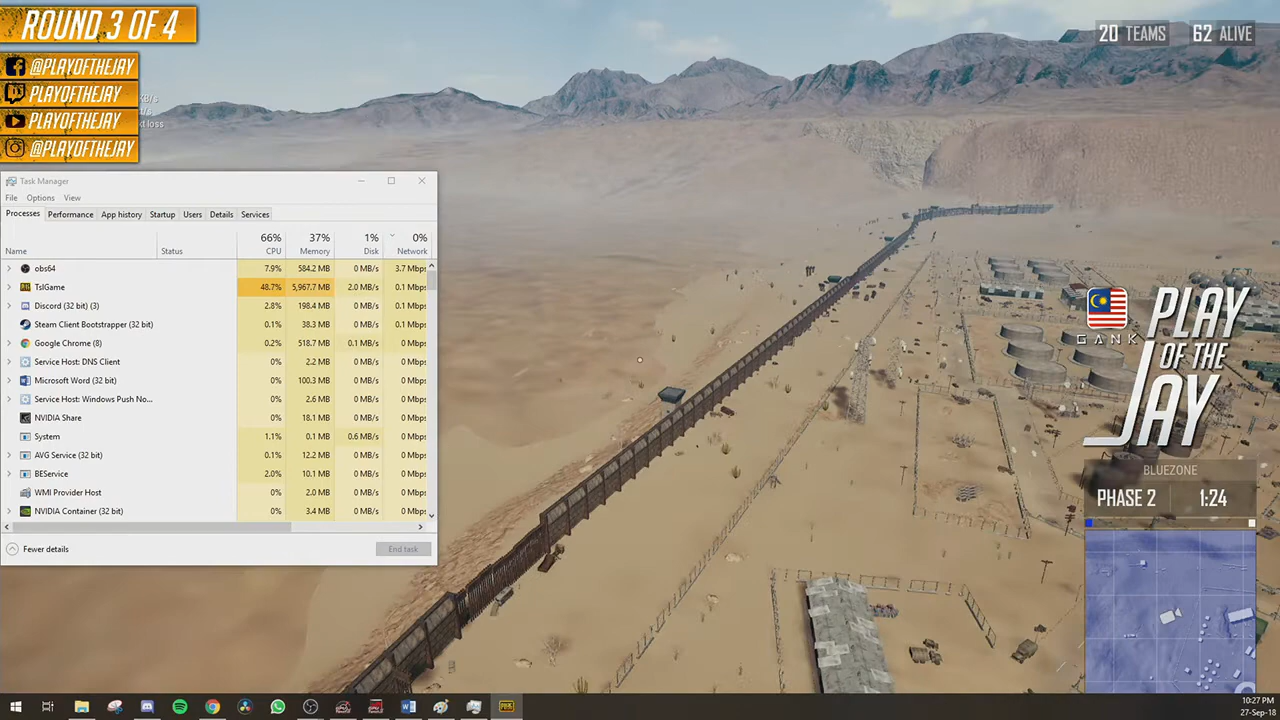 ROUND 3 OF 4
20 TEAMS 62 ALIVE
@PLAYOFTHEJAY
PLAYOFTHEJAY
PLAYOFTHEJAY
@PLAYOFTHEJAY
KB/s
t loss
Task Manager
File Options View
Processes Performance App history Startup Users Details Services
66% 37% 1% 0%
Name Status CPU Memory Disk Network
obs64 7.9% 584.2 MB 0 MB/s 3.7 Mbps
TslGame 48.7% 5,967.7 MB 2.0 MB/s 0.1 Mbps
Discord (32 bit) (3) 2.8% 198.4 MB 0 MB/s 0.1 Mbps
Steam Client Bootstrapper (32 bit) 0.1% 38.3 MB 0 MB/s 0.1 Mbps
Google Chrome (8) 0.2% 518.7 MB 0.1 MB/s 0 Mbps
Service Host: DNS Client 0% 2.2 MB 0 MB/s 0 Mbps
Microsoft Word (32 bit) 0% 100.3 MB 0 MB/s 0 Mbps
Service Host: Windows Push No... 0% 2.6 MB 0 MB/s 0 Mbps
NVIDIA Share 0% 18.1 MB 0 MB/s 0 Mbps
System 1.1% 0.1 MB 0.6 MB/s 0 Mbps
AVG Service (32 bit) 0.1% 12.2 MB 0 MB/s 0 Mbps
BEService 2.0% 10.1 MB 0 MB/s 0 Mbps
WMI Provider Host 0% 2.0 MB 0 MB/s 0 Mbps
NVIDIA Container (32 bit) 0% 3.4 MB 0 MB/s 0 Mbps
Fewer details End task
GANK
PLAY
OF THE
JAY
BLUEZONE
PHASE 2 1:24
10:27 PM
27-Sep-18